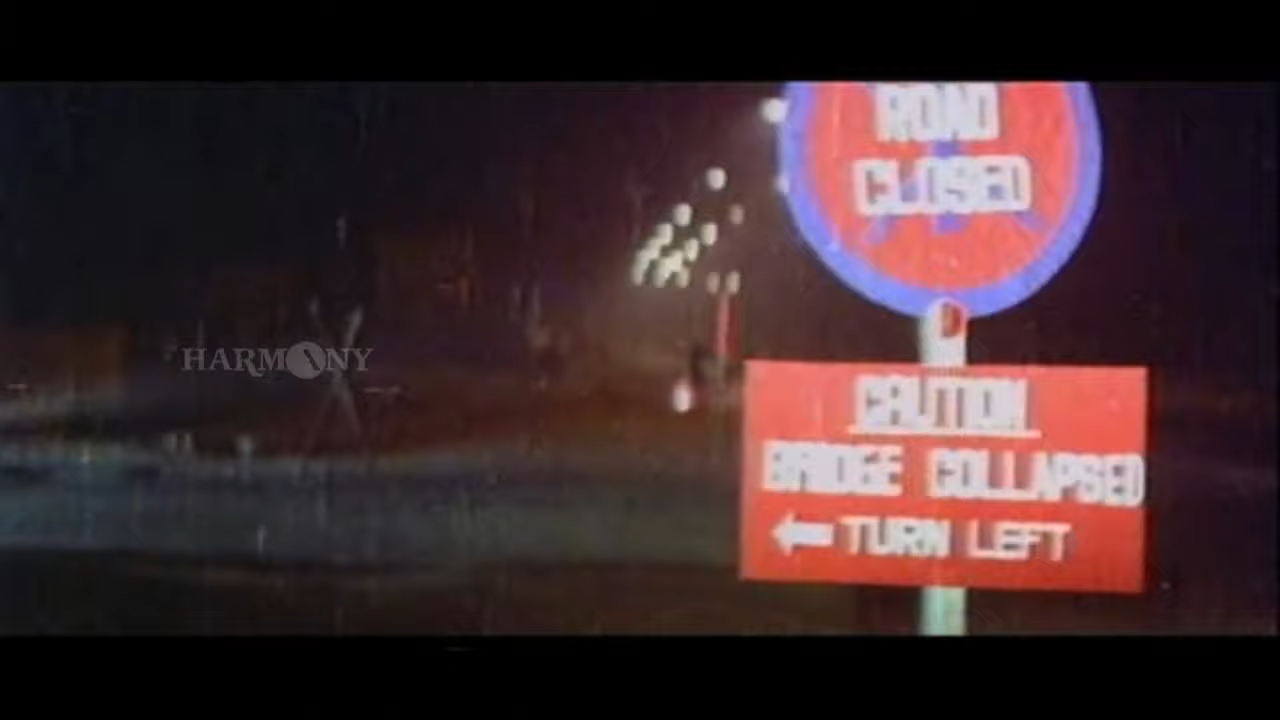 ROAD
CLOSED
HARMONY
CAUTION
BRIDGE COLLAPSED
← TURN LEFT